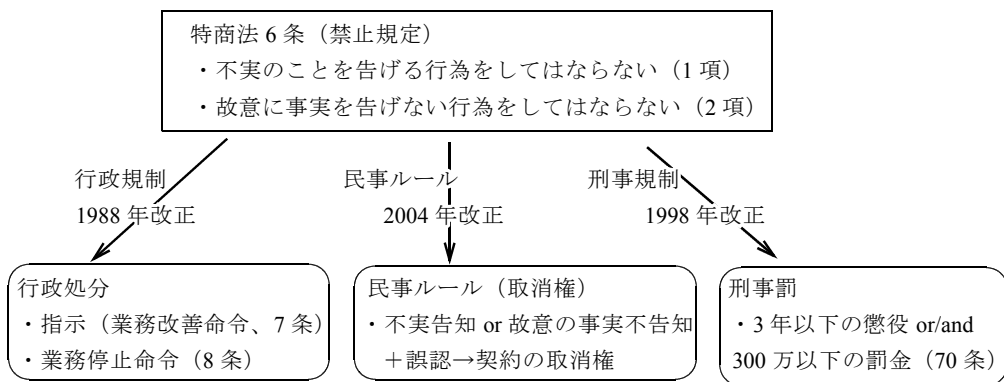 特商法 6 条（禁止規定）
・不実のことを告げる行為をしてはならない（1 項）
・故意に事実を告げない行為をしてはならない（2 項）
行政規制
1988 年改正
民事ルール
2004 年改正
刑事規制
1998 年改正
行政処分
・指示（業務改善命令、7 条）
・業務停止命令（8 条）
民事ルール（取消権）
・不実告知 or 故意の事実不告知
＋誤認→契約の取消権
刑事罰
・3 年以下の懲役 or/and
300 万以下の罰金（70 条）